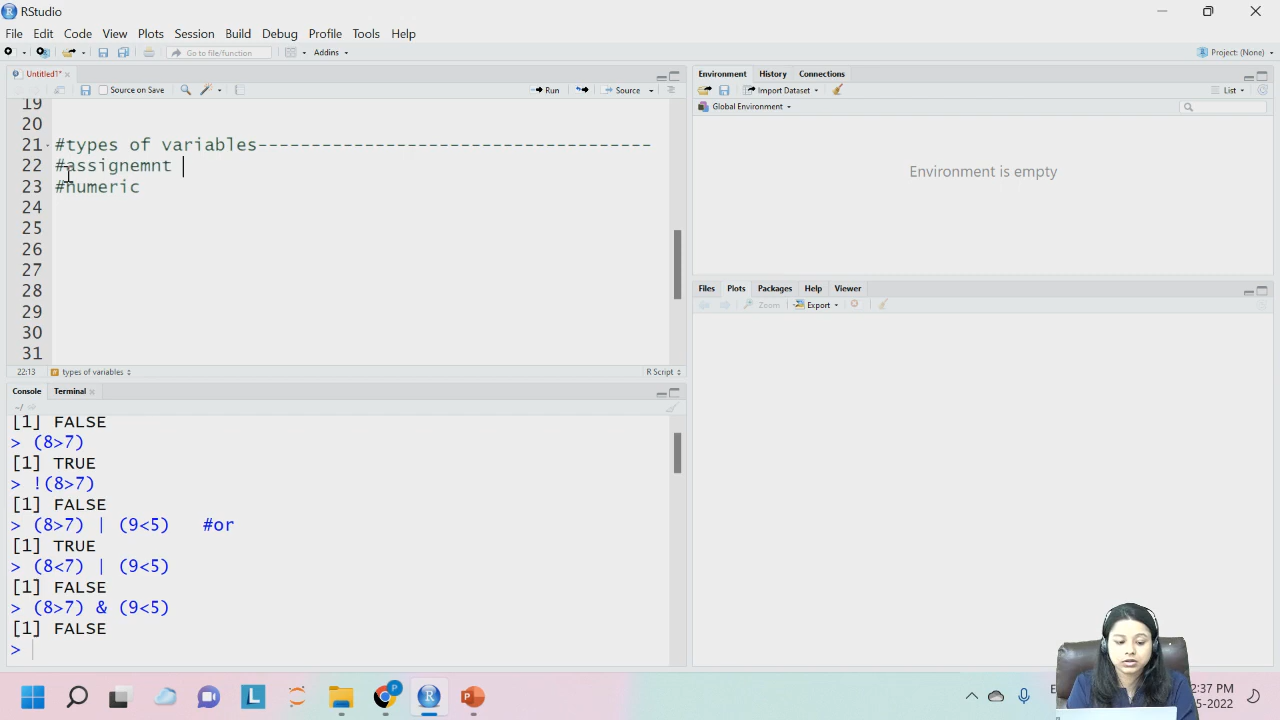 RStudio
File Edit Code View Plots Session Build Debug Profile Tools Help
Go to file/function Addins Project: (None)
Untitled1*
Source on Save Run Source
19
20
21 #types of variables------------------------------------
22 #assignemnt
23 #numeric
24
25
26
27
28
29
30
31
22:13 types of variables R Script
Console Terminal
~/
[1] FALSE
> (8>7)
[1] TRUE
> !(8>7)
[1] FALSE
> (8>7) | (9<5) #or
[1] TRUE
> (8<7) | (9<5)
[1] FALSE
> (8>7) & (9<5)
[1] FALSE
>
Environment History Connections
Import Dataset List
Global Environment
Environment is empty
Files Plots Packages Help Viewer
Zoom Export
2:37 PM
-2022